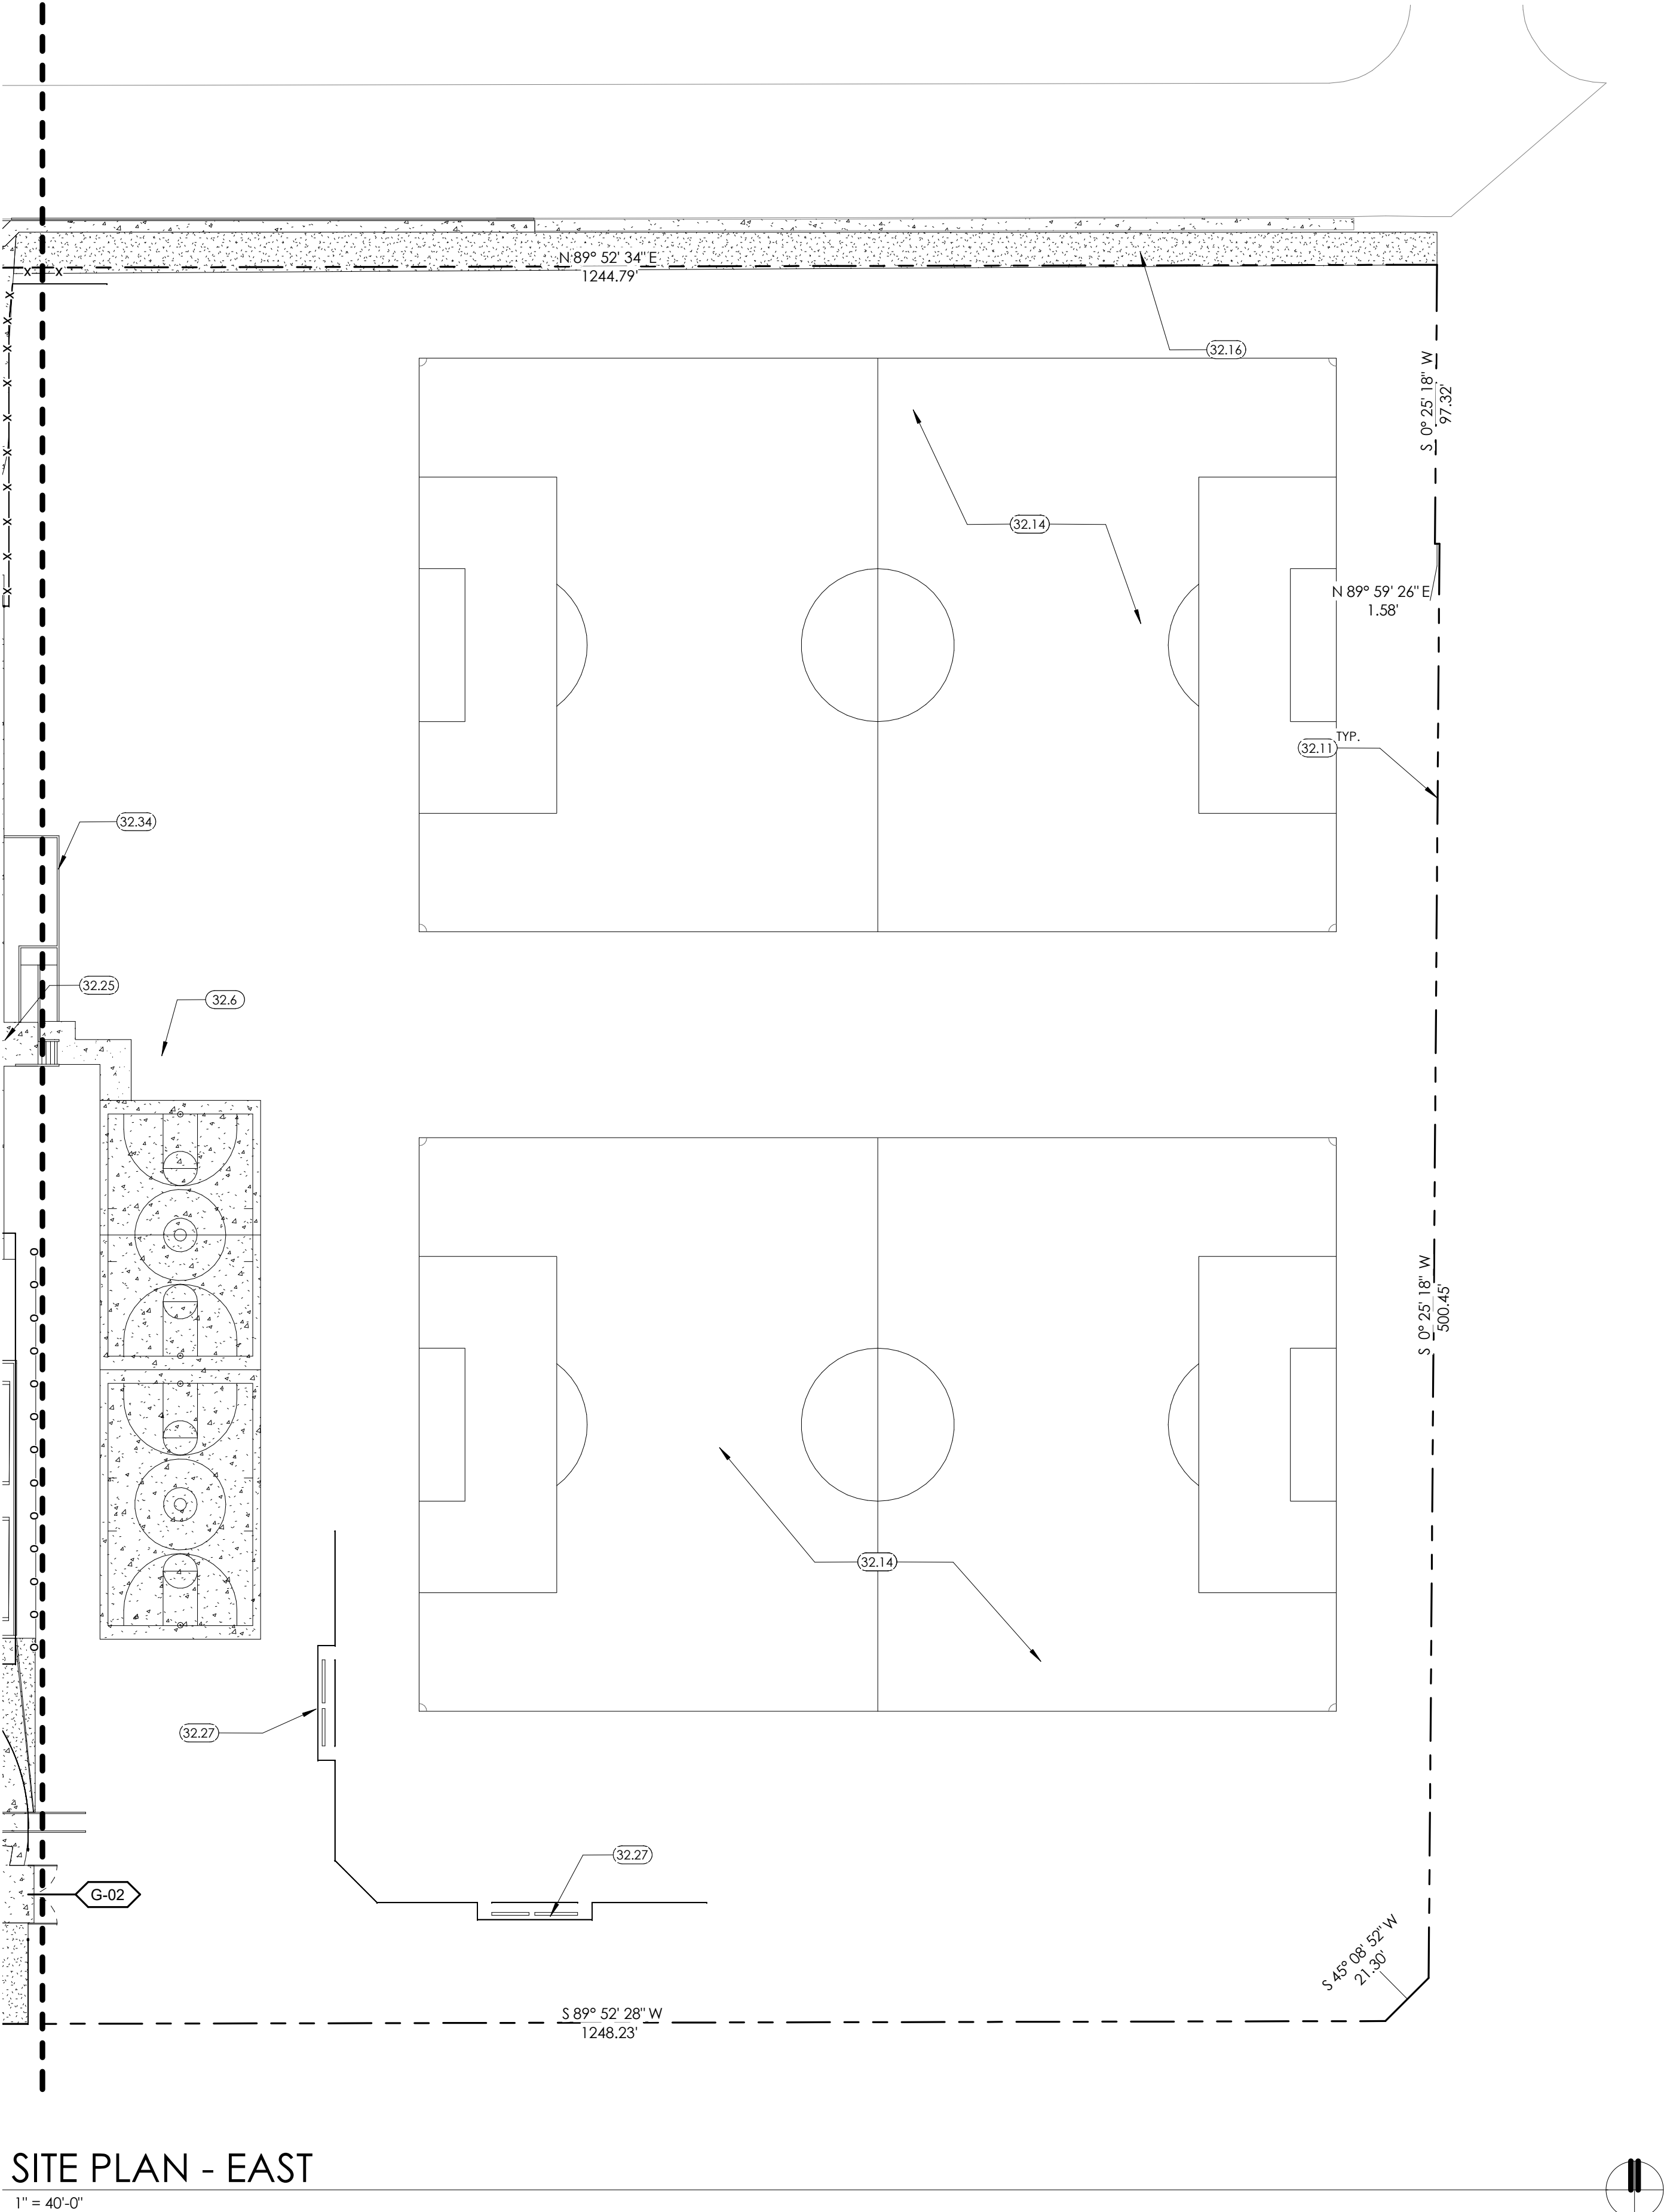 N 89° 52' 34" E
1244.79'
32.16
S 0° 25' 18" W
97.32'
32.14
N 89° 59' 26" E
1.58'
TYP.
32.11
32.34
32.25
32.6
S 0° 25' 18" W
500.45'
32.14
32.27
32.27
G-02
S 45° 08' 52" W
21.30'
S 89° 52' 28" W
1248.23'
SITE PLAN - EAST
1" = 40'-0"